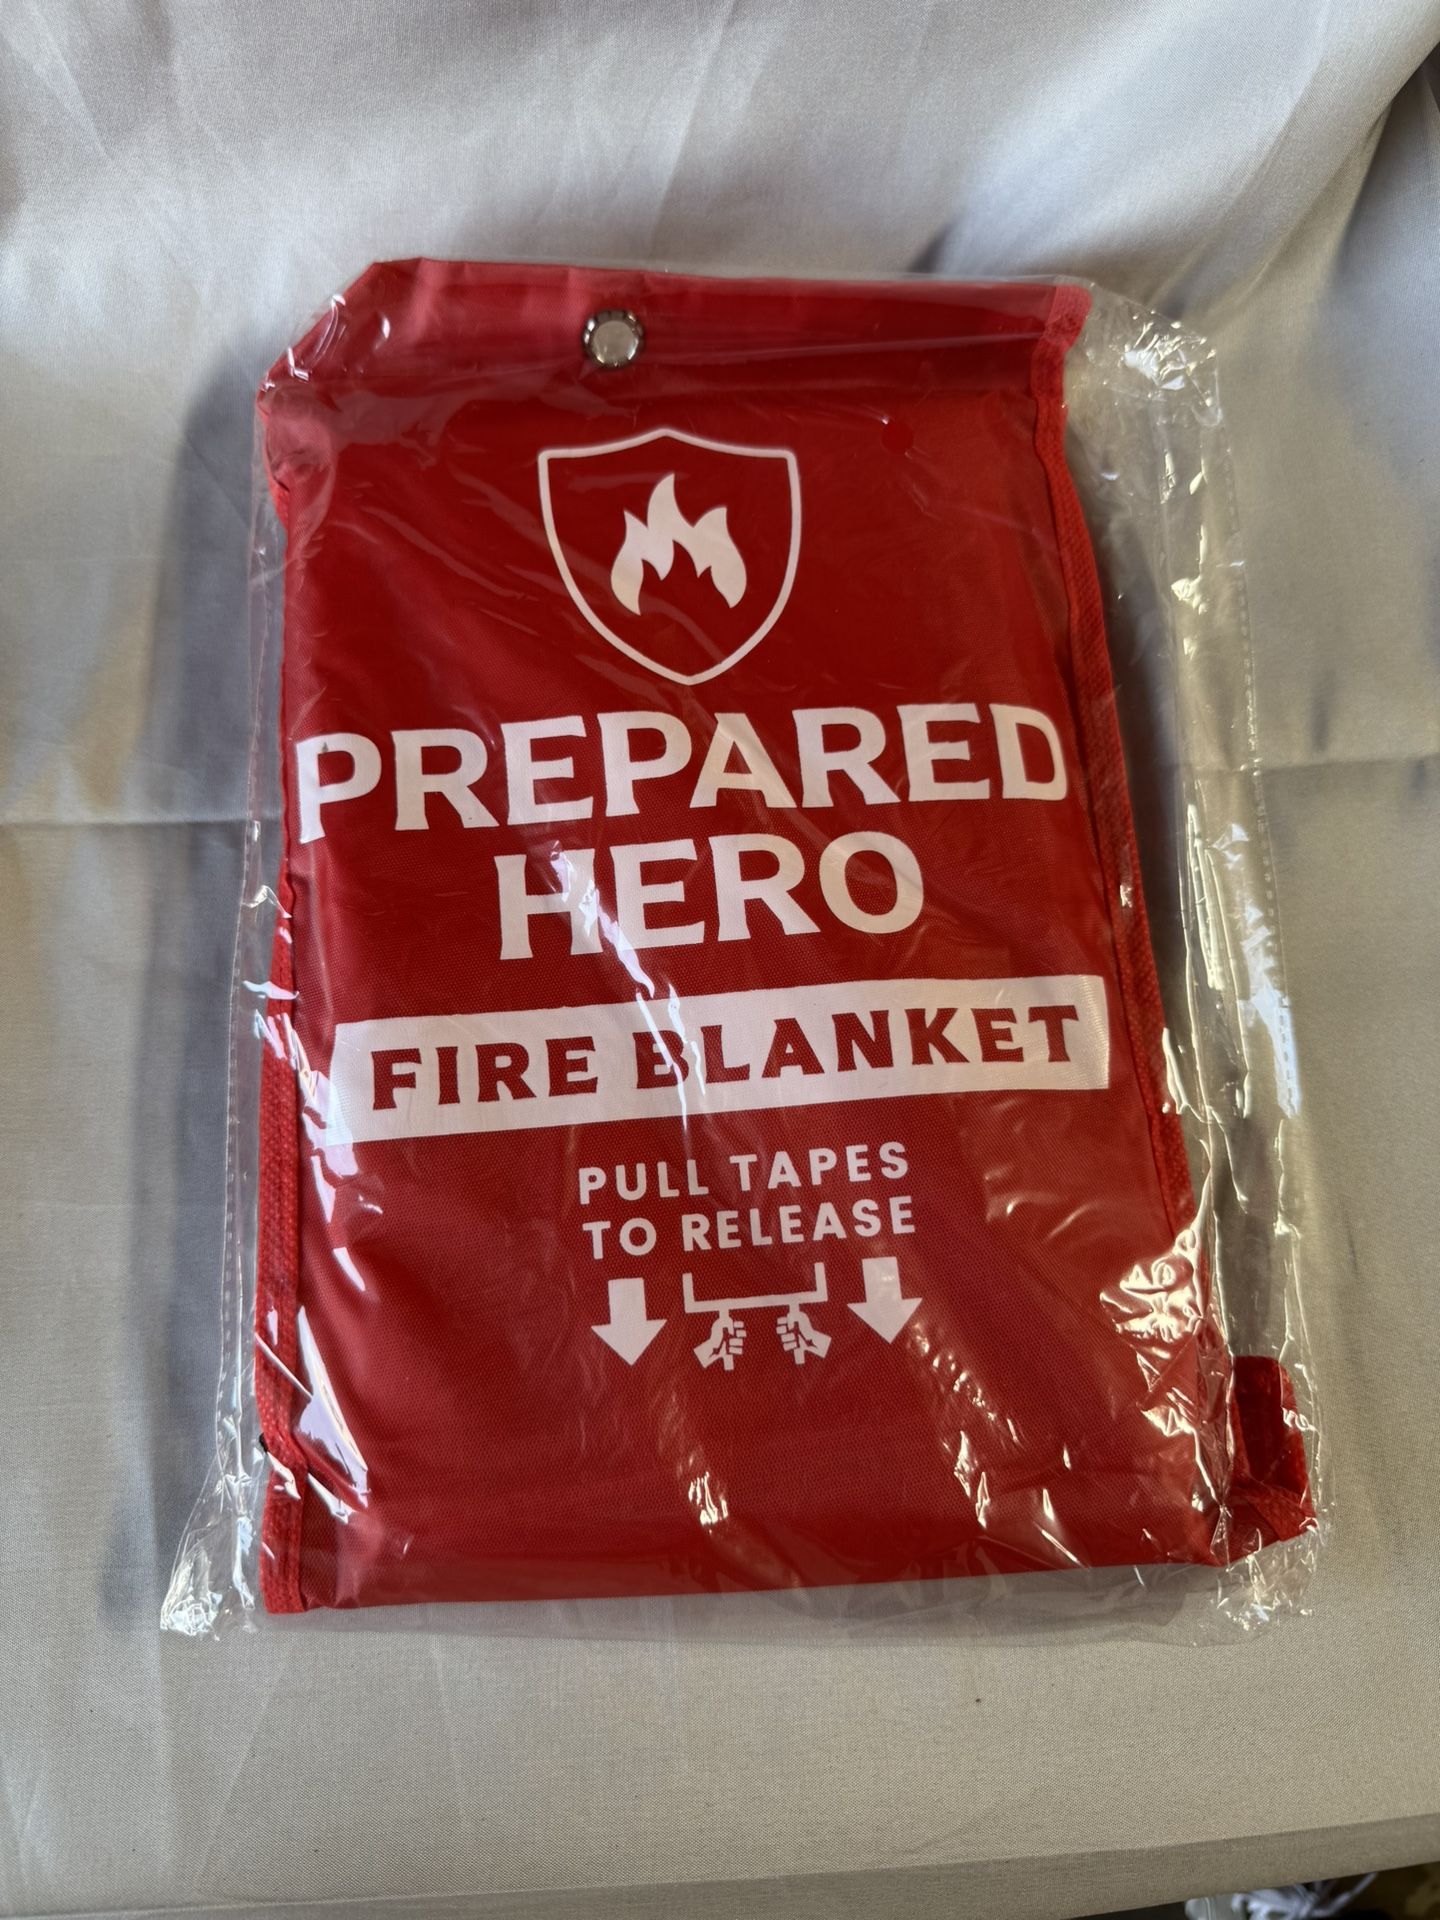 PREPARED
HERO
FIRE BLANKET
PULL TAPES
TO RELEASE